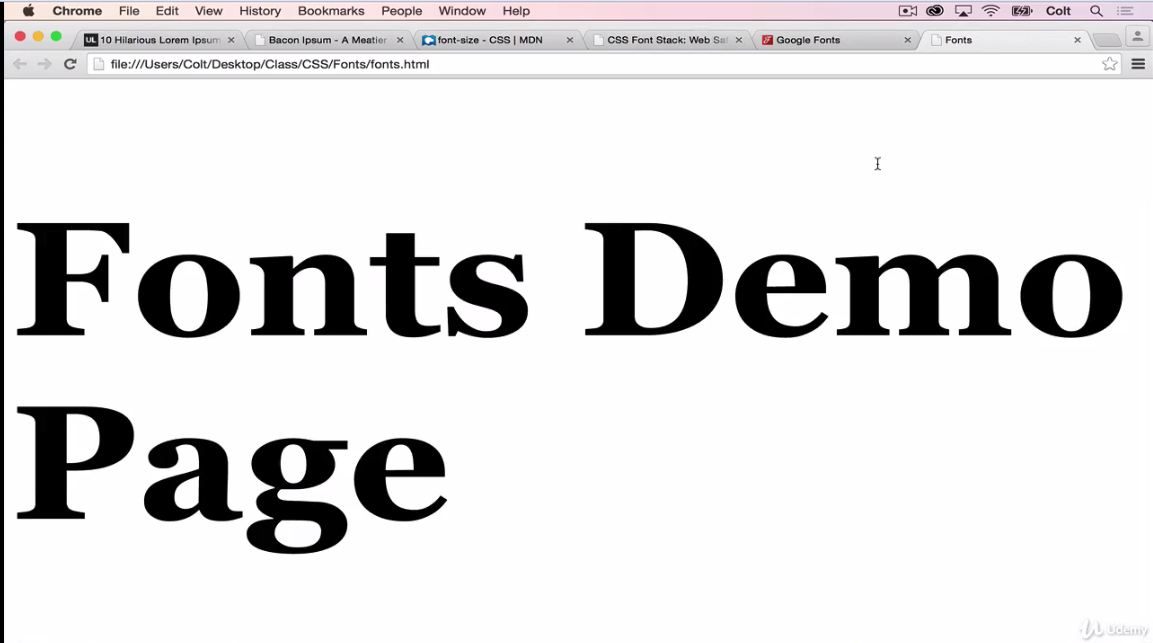 Chrome File Edit View History Bookmarks People Window Help Colt
UL 10 Hilarious Lorem Ipsum Bacon Ipsum - A Meatier font-size - CSS | MDN CSS Font Stack: Web Saf Google Fonts Fonts
file:///Users/Colt/Desktop/Class/CSS/Fonts/fonts.html
Fonts Demo
Page
Udemy